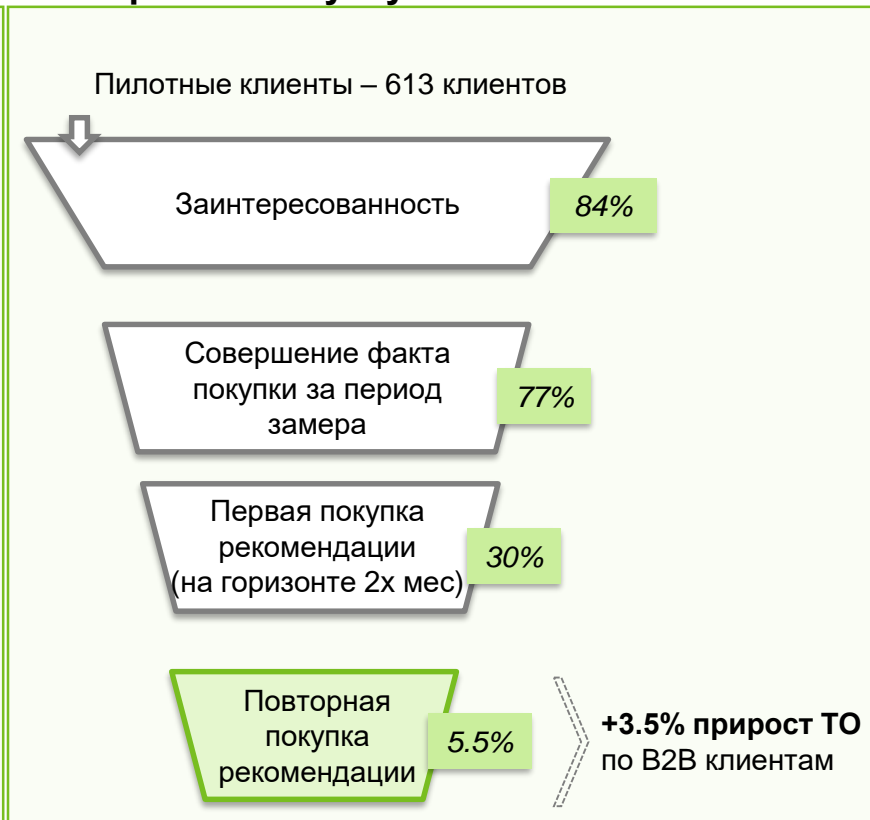 Пилотные клиенты – 613 клиентов
Заинтересованность
84%
Совершение факта
покупки за период
замера
77%
Первая покупка
рекомендации
(на горизонте 2х мес)
30%
Повторная
покупка
рекомендации
5.5%
+3.5% прирост ТО
по B2B клиентам